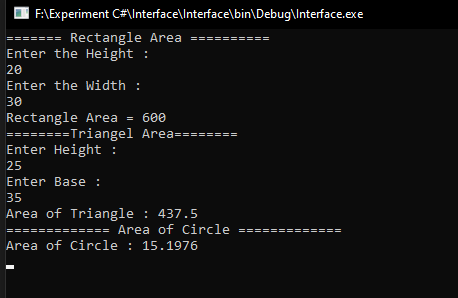 F:\Experiment C#\Interface\Interface\bin\Debug\Interface.exe
======= Rectangle Area ==========
Enter the Height :
20
Enter the Width :
30
Rectangle Area = 600
========Triangel Area========
Enter Height :
25
Enter Base :
35
Area of Triangle : 437.5
============= Area of Circle =============
Area of Circle : 15.1976